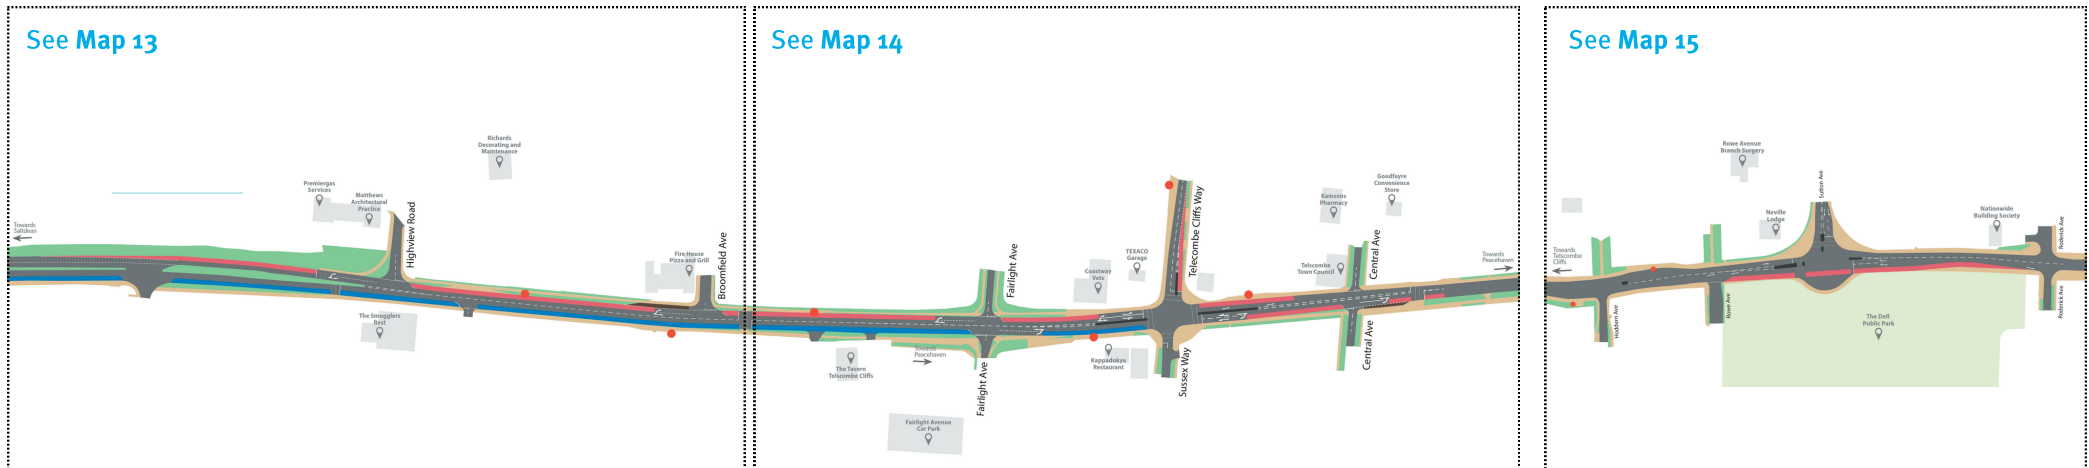 See Map 13
Richards
Decorating and
Maintenance
Premiergas
Services
Matthews
Architectural
Practice
Highview Road
Towards
Saltdean
Fire House
Pizza and Grill
Broomfield Ave
The Smugglers
Rest
See Map 14
Fairlight Ave
Coastway
Vets
TEXACO
Garage
Telecombe Cliffs Way
Kamsons
Pharmacy
Goodfayre
Convenience
Store
Telscombe
Town Council
Central Ave
Towards
Peacehaven
The Tavern
Telscombe Cliffs
Towards
Peacehaven
Fairlight Ave
Kappadokya
Restaurant
Sussex Way
Central Ave
Fairlight Avenue
Car Park
See Map 15
Rowe Avenue
Branch Surgery
Sutton Ave
Neville
Lodge
Nationwide
Building Society
Roderick Ave
Towards
Telscombe
Cliffs
Hoddern Ave
Rowe Ave
The Dell
Public Park
Roderick Ave